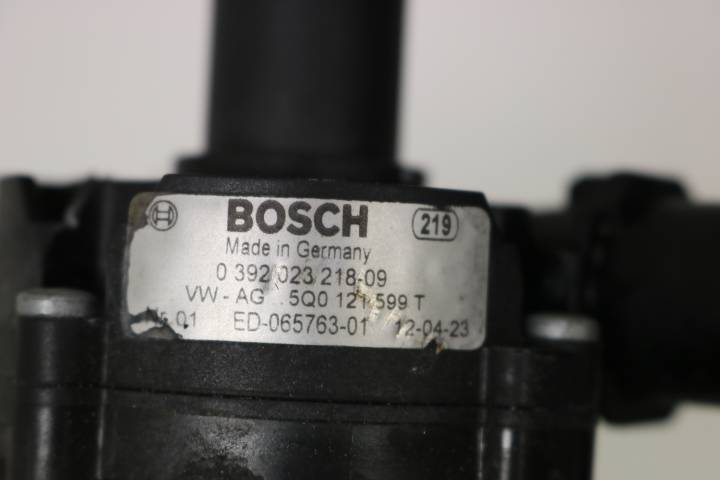 BOSCH 219
Made in Germany
0 392 023 218-09
VW - AG . 5Q0 121 599 T
01 ED-065763-01 12-04-23